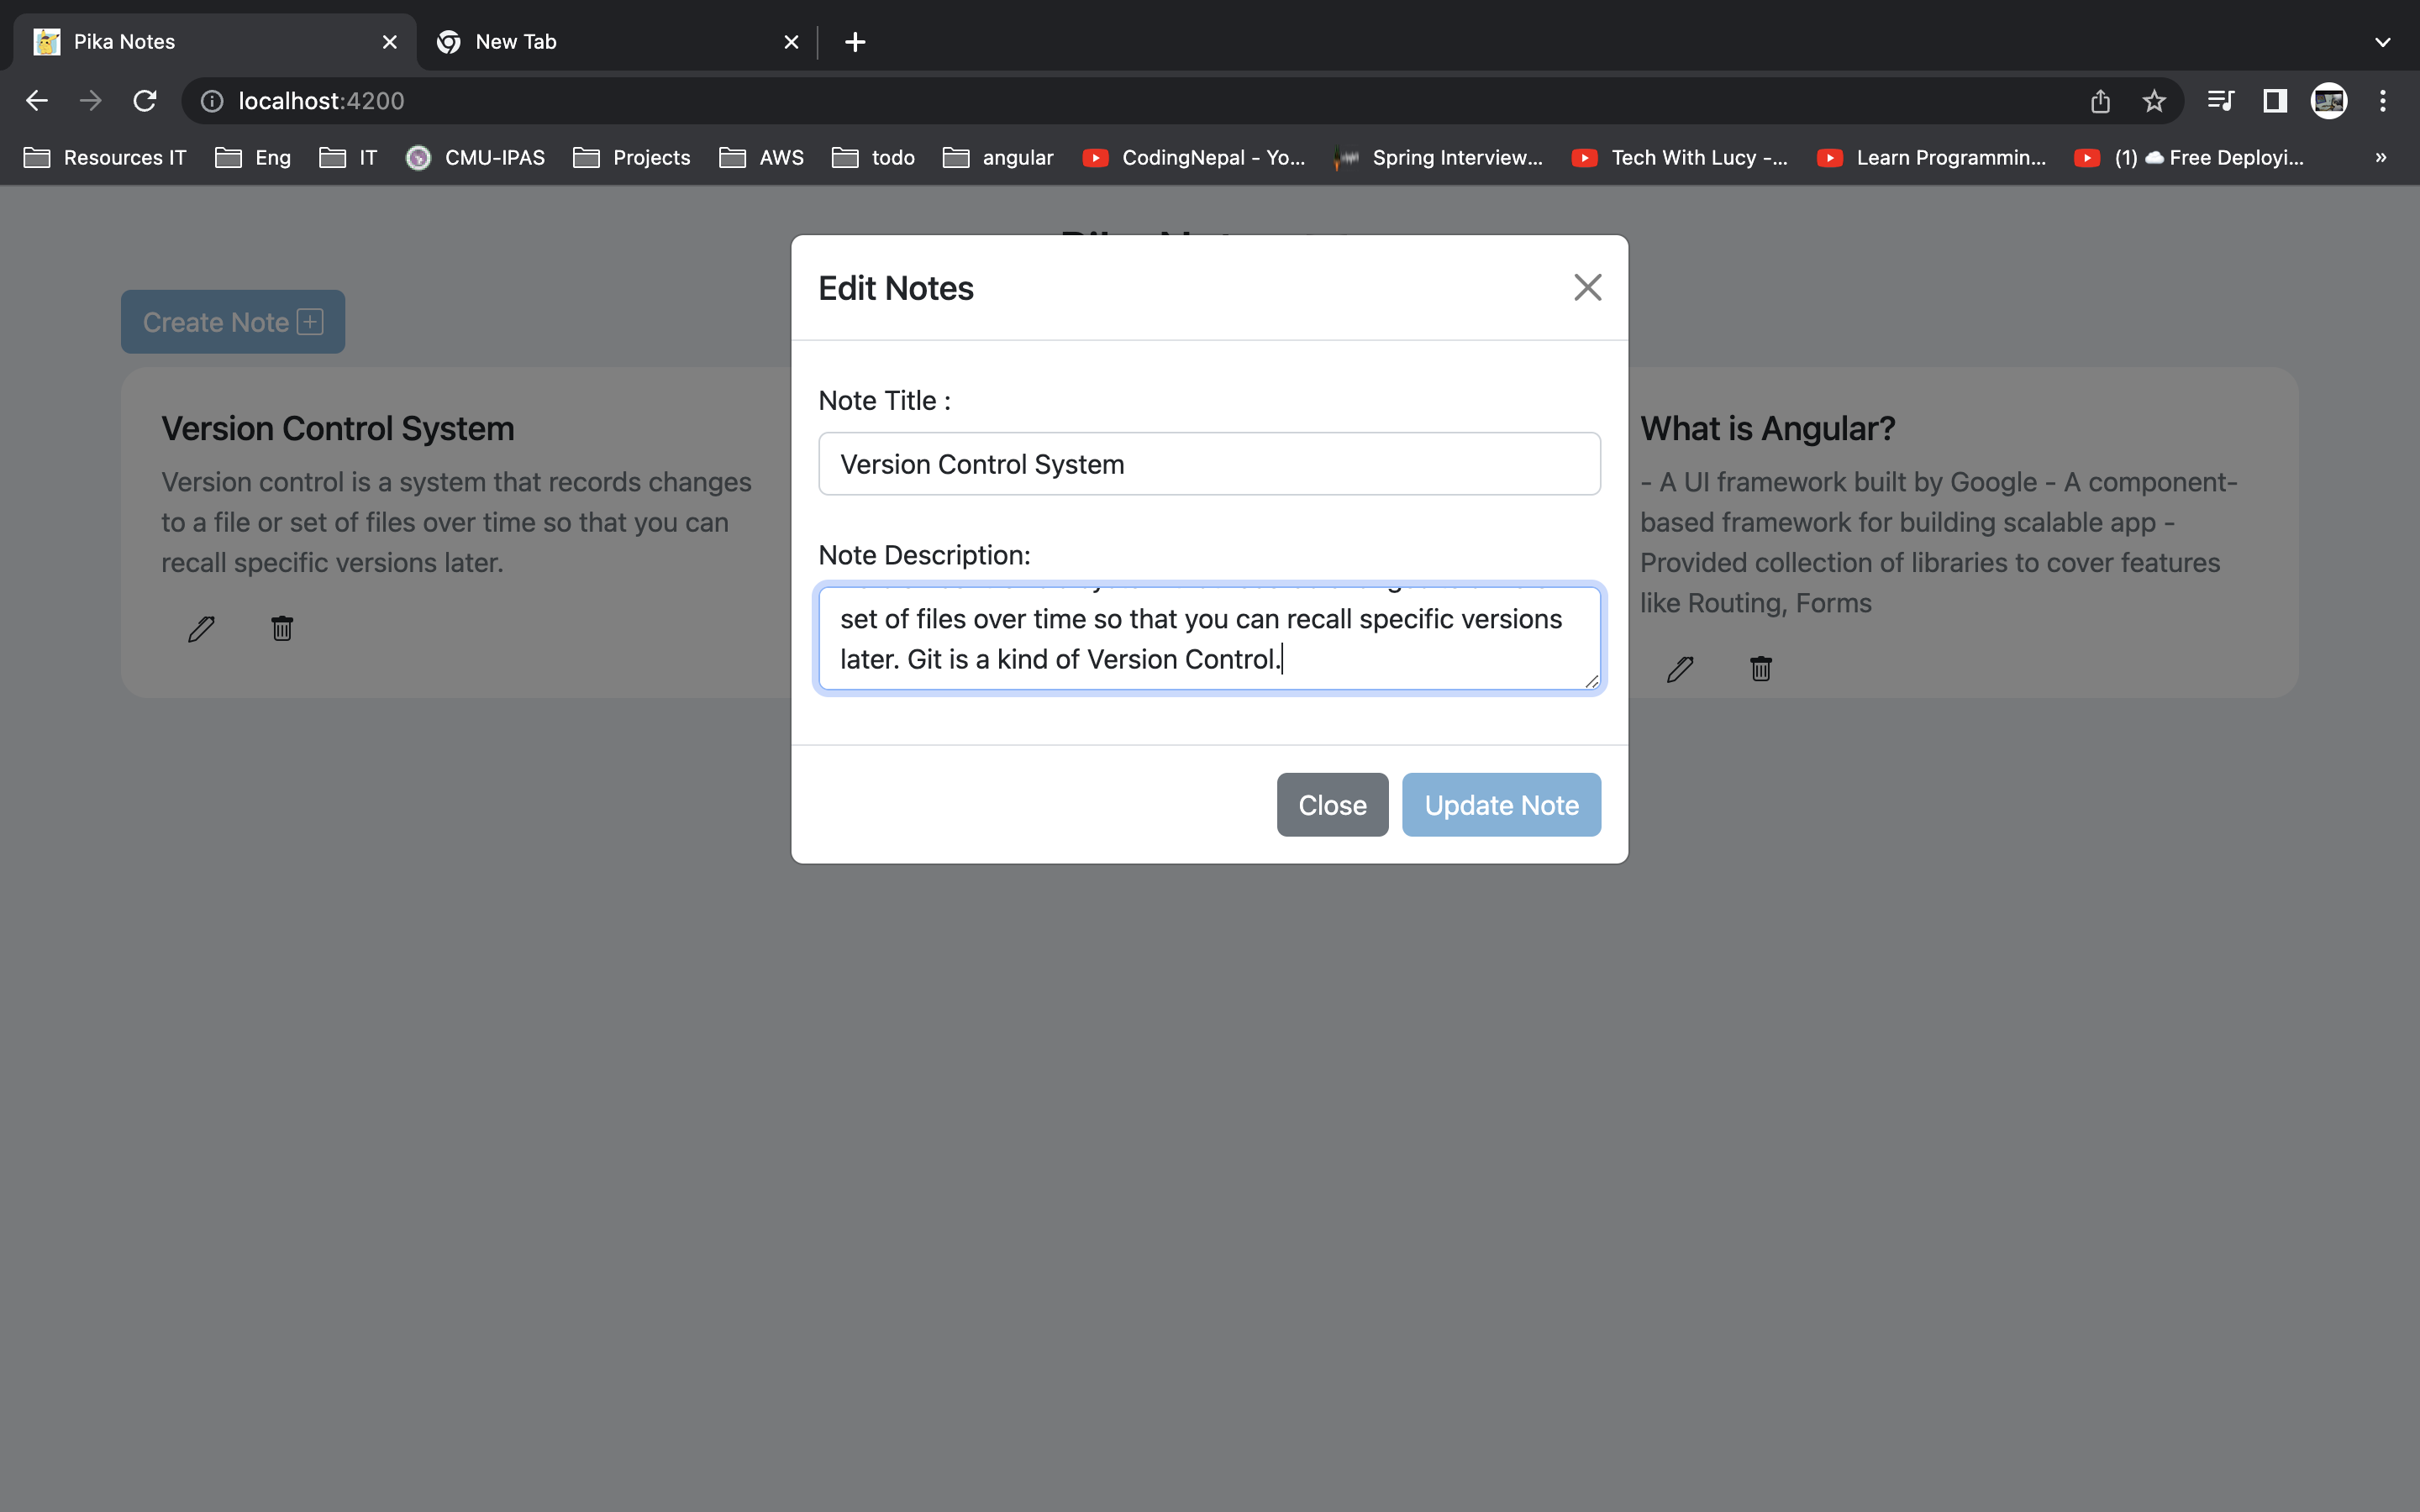 Pika Notes
New Tab
localhost:4200
Resources IT
Eng
IT
CMU-IPAS
Projects
AWS
todo
angular
CodingNepal - Yo...
Spring Interview...
Tech With Lucy -...
Learn Programmin...
(1) ☁️ Free Deployi...
»
Edit Notes
Create Note
Note Title :
Version Control System
Note Description:
set of files over time so that you can recall specific versions
later. Git is a kind of Version Control.
Close
Update Note
Version Control System
Version control is a system that records changes
to a file or set of files over time so that you can
recall specific versions later.
What is Angular?
- A UI framework built by Google - A component-
based framework for building scalable app -
Provided collection of libraries to cover features
like Routing, Forms